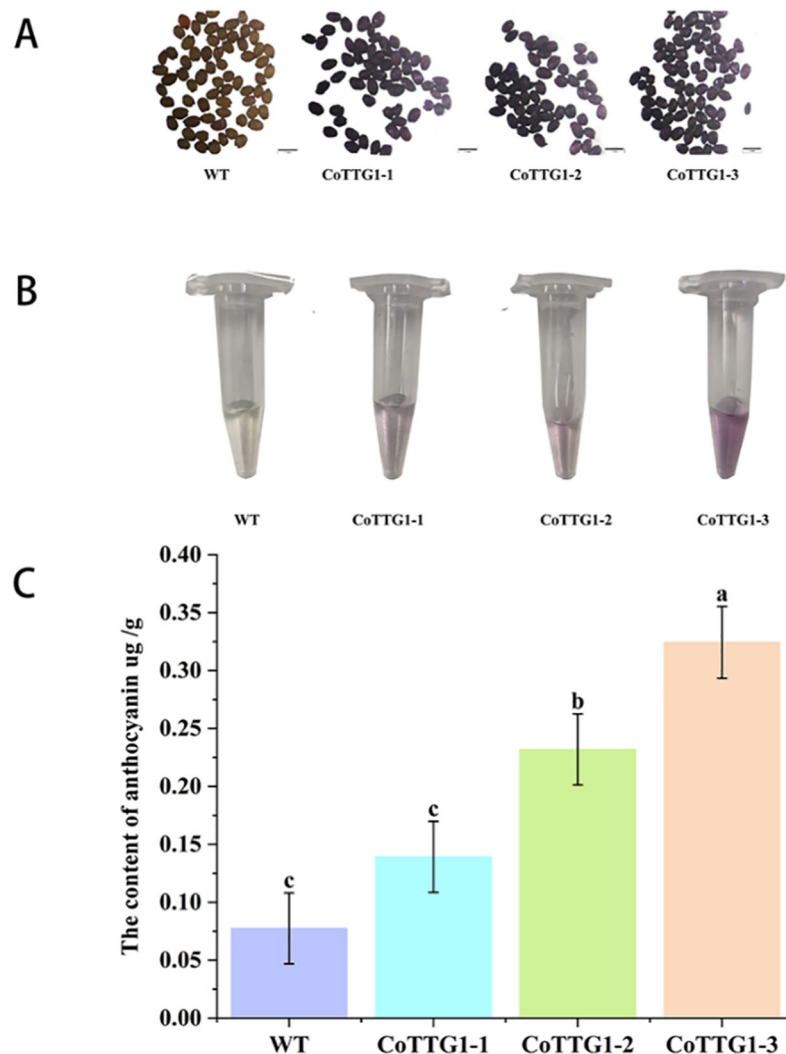 A
WT
CoTTG1-1
CoTTG1-2
CoTTG1-3
B
WT
CoTTG1-1
CoTTG1-2
CoTTG1-3
C
The content of anthocyanin ug /g
0.40
0.35
0.30
0.25
0.20
0.15
0.10
0.05
0.00
c
c
b
a
WT
CoTTG1-1
CoTTG1-2
CoTTG1-3